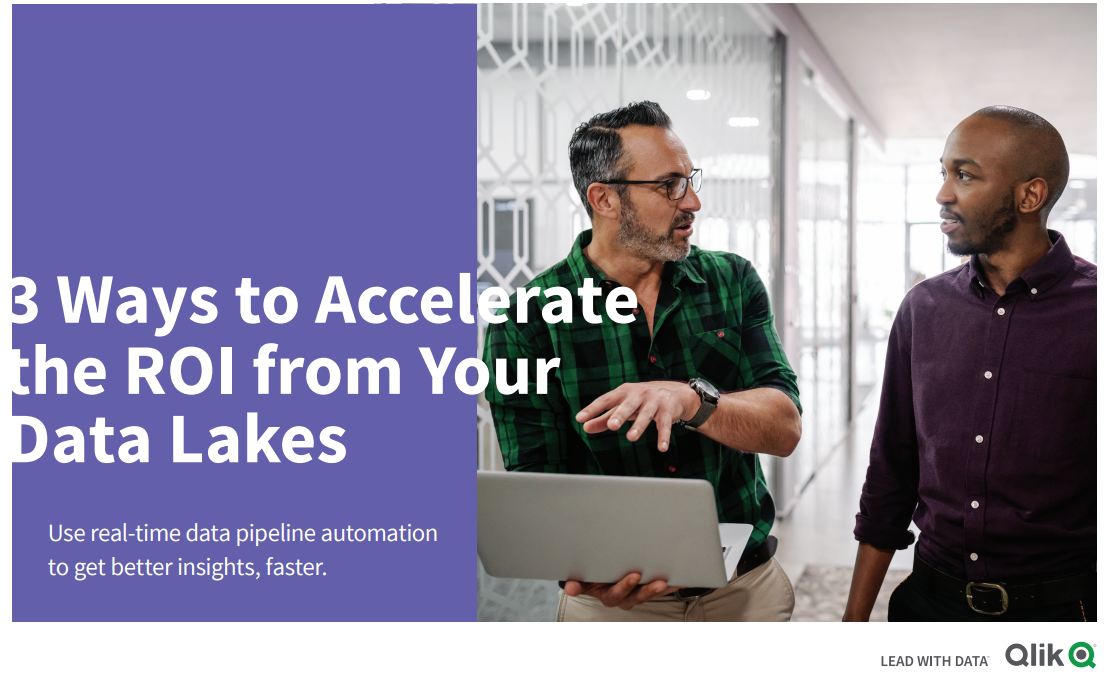 3 Ways to Accelerate
the ROI from Your
Data Lakes
Use real-time data pipeline automation
to get better insights, faster.
LEAD WITH DATA
Qlik